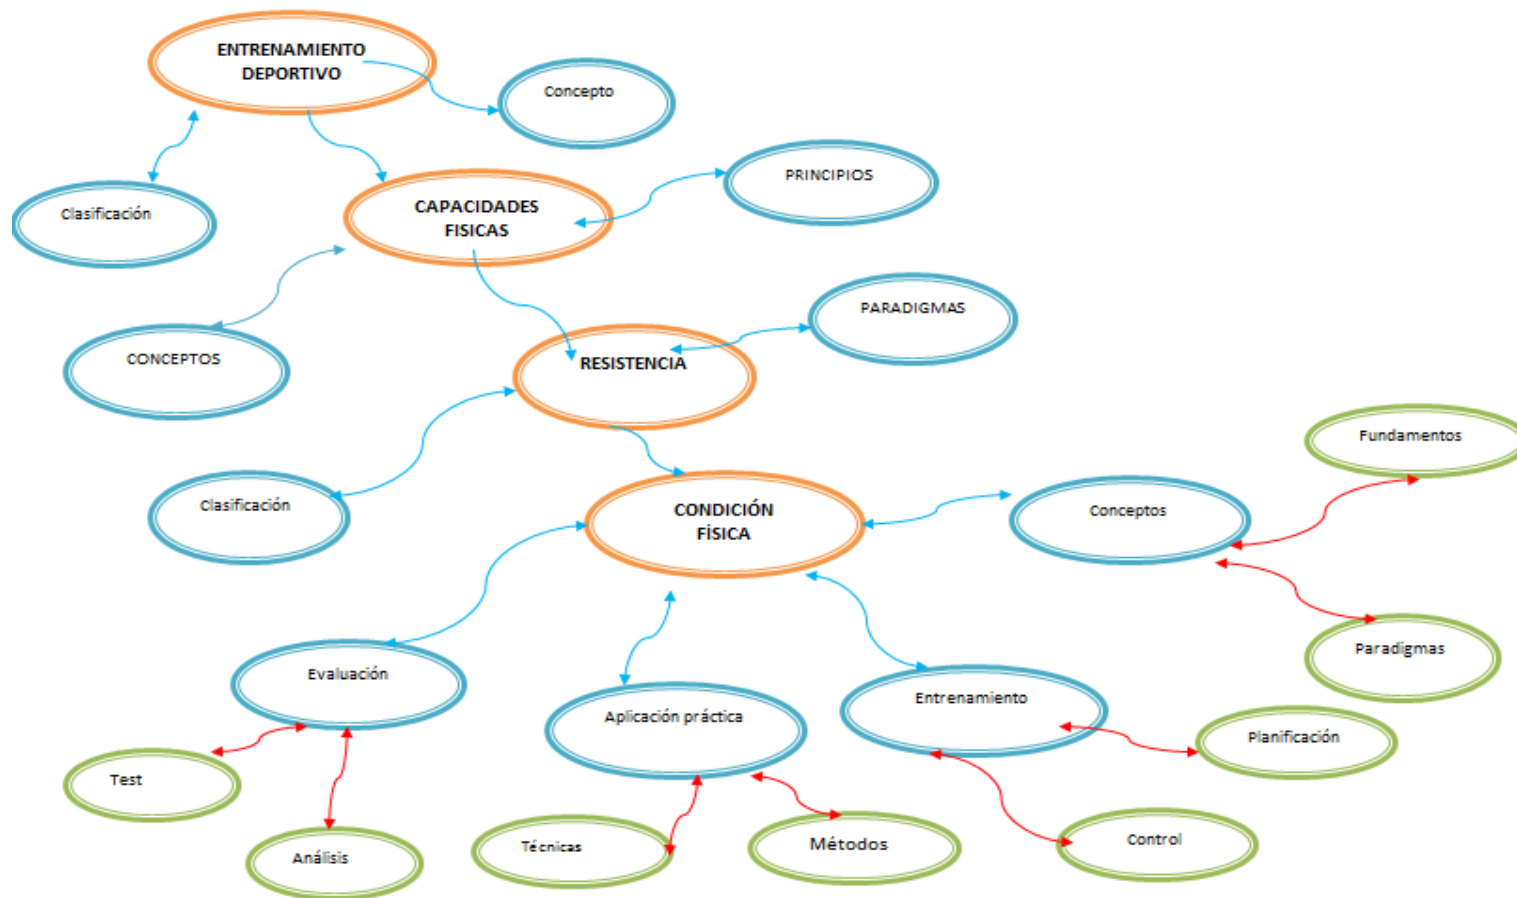 ENTRENAMIENTO
DEPORTIVO
Concepto
PRINCIPIOS
Clasificación
CAPACIDADES
FISICAS
PARADIGMAS
CONCEPTOS
RESISTENCIA
Fundamentos
Clasificación
CONDICIÓN
FÍSICA
Conceptos
Paradigmas
Evaluación
Aplicación práctica
Entrenamiento
Planificación
Test
Análisis
Técnicas
Métodos
Control